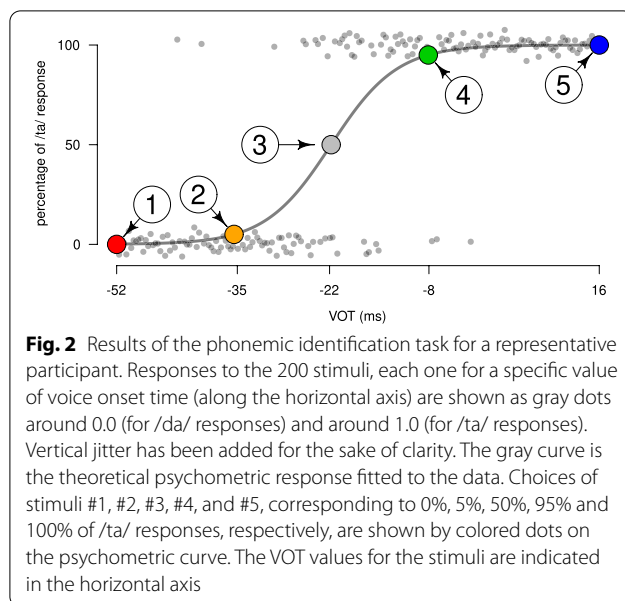 percentage of /ta/ response
100
50
0
1
2
3
4
5
-52
-35
-22
-8
16
VOT (ms)
Fig. 2 Results of the phonemic identification task for a representative
participant. Responses to the 200 stimuli, each one for a specific value
of voice onset time (along the horizontal axis) are shown as gray dots
around 0.0 (for /da/ responses) and around 1.0 (for /ta/ responses).
Vertical jitter has been added for the sake of clarity. The gray curve is
the theoretical psychometric response fitted to the data. Choices of
stimuli #1, #2, #3, #4, and #5, corresponding to 0%, 5%, 50%, 95% and
100% of /ta/ responses, respectively, are shown by colored dots on
the psychometric curve. The VOT values for the stimuli are indicated
in the horizontal axis